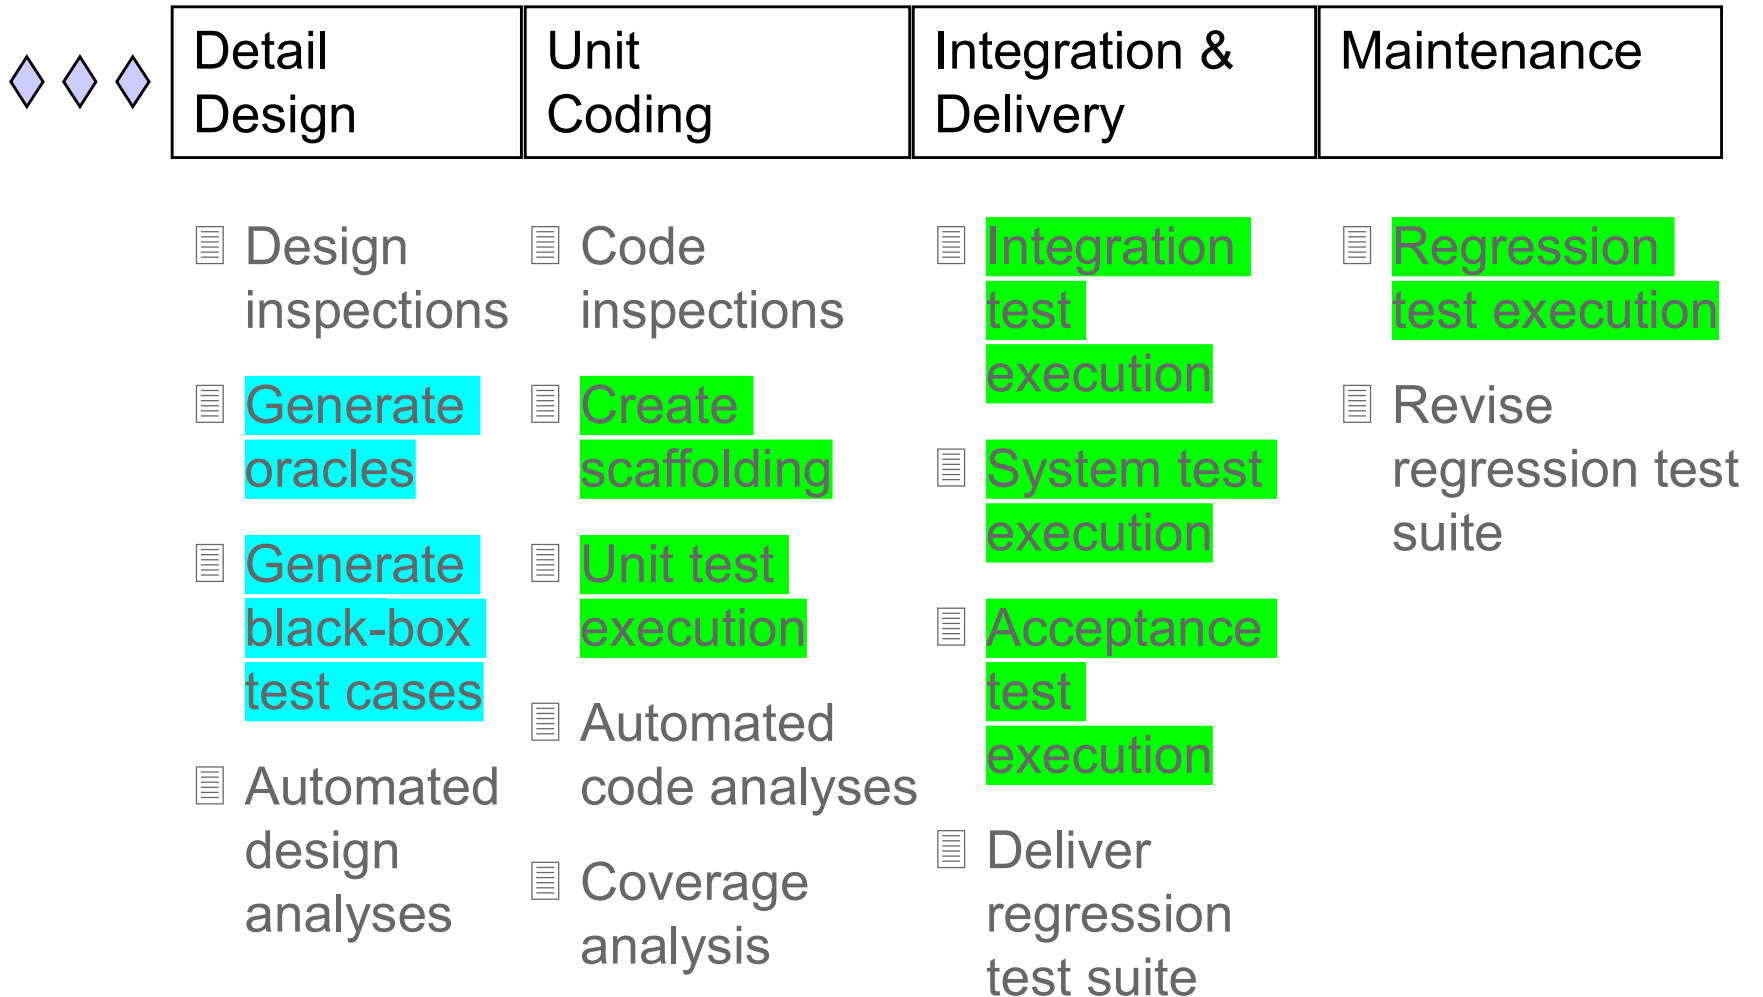 Detail
Design
Unit
Coding
Integration &
Delivery
Maintenance
Design
inspections
Generate
oracles
Generate
black-box
test cases
Automated
design
analyses
Code
inspections
Create
scaffolding
Unit test
execution
Automated
code analyses
Coverage
analysis
Integration
test
execution
System test
execution
Acceptance
test
execution
Deliver
regression
test suite
Regression
test execution
Revise
regression test
suite